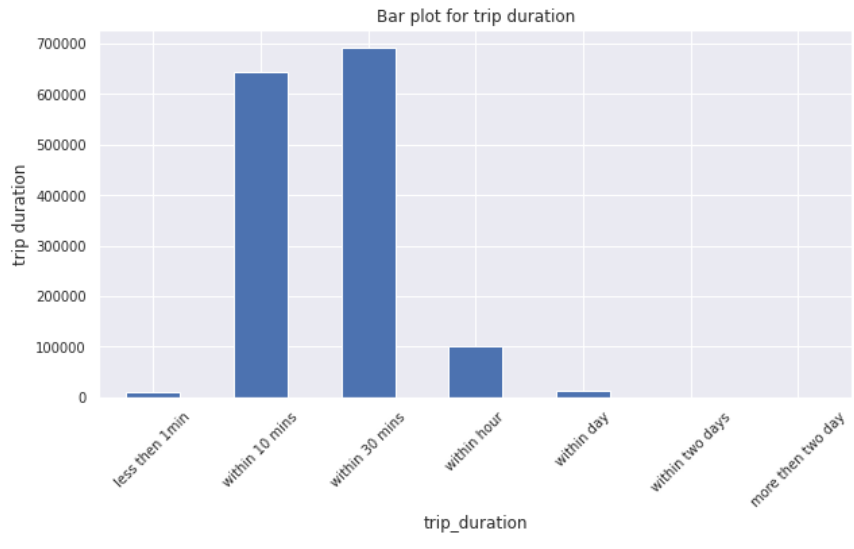 Bar plot for trip duration
700000
600000
500000
400000
300000
200000
100000
0
trip duration
less then 1min
within 10 mins
within 30 mins
within hour
within day
within two days
more then two day
trip_duration